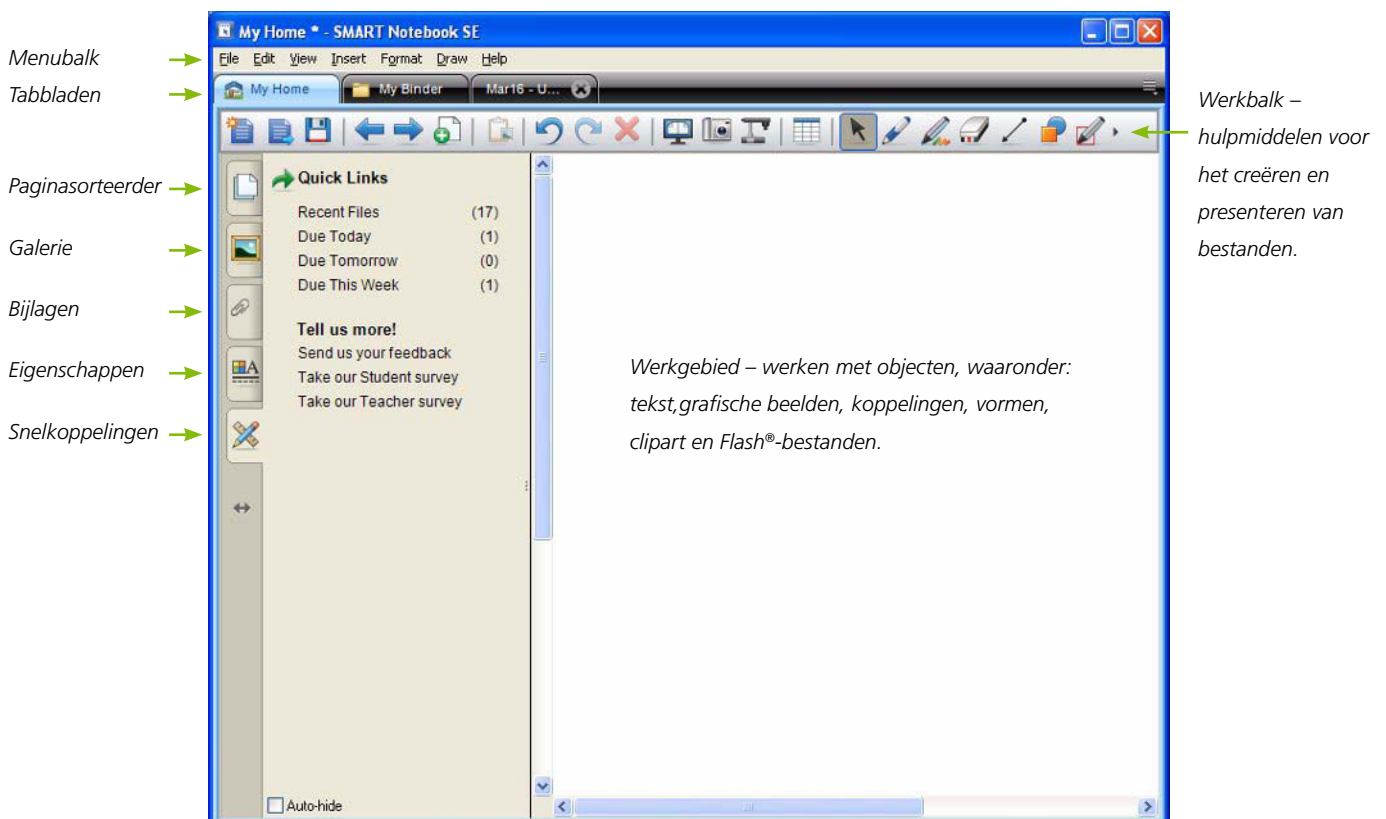 My Home * - SMART Notebook SE
Menubalk
File Edit View Insert Format Draw Help
Tabbladen
My Home
My Binder
Mar16 - U...
Werkbalk –
hulpmiddelen voor
het creëren en
presenteren van
bestanden.
Paginasorteerder
Galerie
Bijlagen
Eigenschappen
Snelkoppelingen
Quick Links
Recent Files (17)
Due Today (1)
Due Tomorrow (0)
Due This Week (1)
Tell us more!
Send us your feedback
Take our Student survey
Take our Teacher survey
Werkgebied – werken met objecten, waaronder:
tekst,grafische beelden, koppelingen, vormen,
clipart en Flash®-bestanden.
Auto-hide